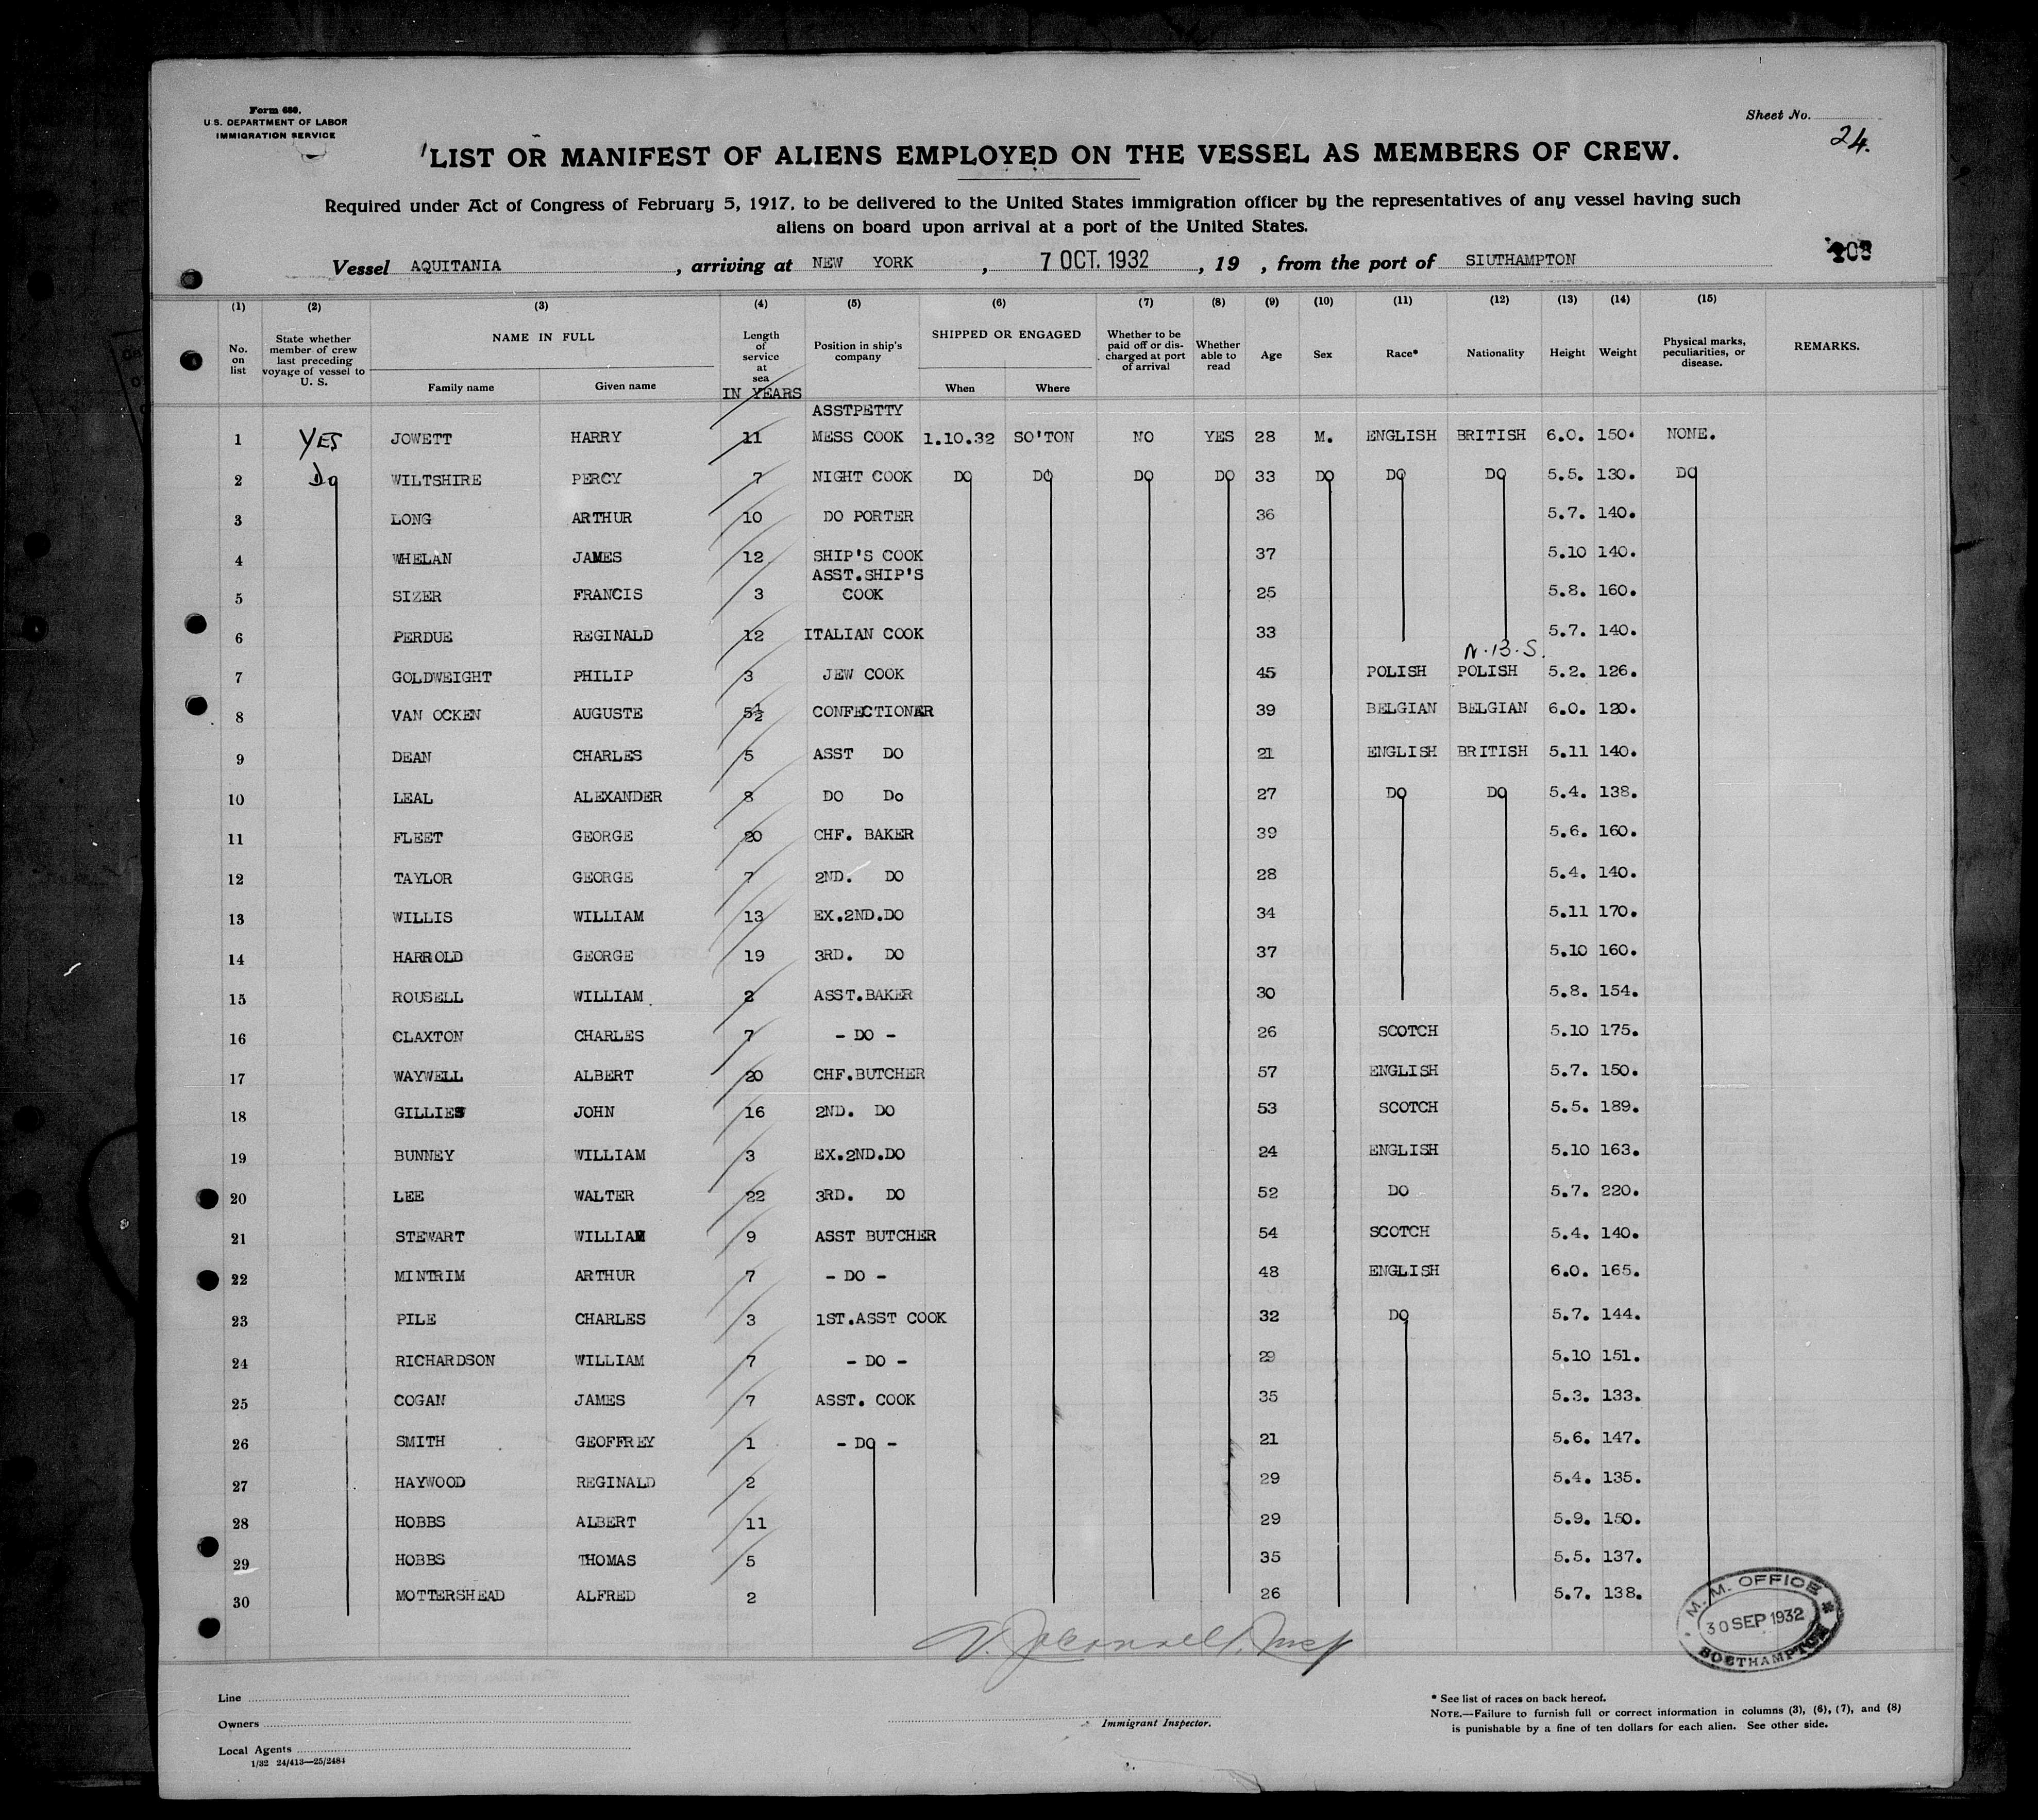 Form 689,
U.S. DEPARTMENT OF LABOR
IMMIGRATION SERVICE
Sheet No.
24.
LIST OR MANIFEST OF ALIENS EMPLOYED ON THE VESSEL AS MEMBERS OF CREW.
Required under Act of Congress of February 5, 1917, to be delivered to the United States immigration officer by the representatives of any vessel having such
aliens on board upon arrival at a port of the United States.
Vessel AQUITANIA, arriving at NEW YORK, 7 OCT. 1932, 19 , from the port of SIUTHAMPTON
(1) (2) (3) (4) (5) (6) (7) (8) (9) (10) (11) (12) (13) (14) (15)
No. on list State whether member of crew last preceding voyage of vessel to U. S. NAME IN FULL Family name Given name Length of service at sea IN YEARS Position in ship's company SHIPPED OR ENGAGED When Where Whether to be paid off or discharged at port of arrival Whether able to read Age Sex Race* Nationality Height Weight Physical marks, peculiarities, or disease. REMARKS.
ASSTPETTY
1 YES JOWETT HARRY 11 MESS COOK 1.10.32 SO'TON NO YES 28 M. ENGLISH BRITISH 6.0. 150. NONE.
2 Do WILTSHIRE PERCY 7 NIGHT COOK DO DO DO DO 33 DO DO DO 5.5. 130. DO
3 LONG ARTHUR 10 DO PORTER 36 5.7. 140.
4 WHELAN JAMES 12 SHIP'S COOK 37 5.10 140.
ASST.SHIP'S
5 SIZER FRANCIS 3 COOK 25 5.8. 160.
6 PERDUE REGINALD 12 ITALIAN COOK 33 5.7. 140.
N.B.S.
7 GOLDWEIGHT PHILIP 3 JEW COOK 45 POLISH POLISH 5.2. 126.
8 VAN OCKEN AUGUSTE 5½ CONFECTIONER 39 BELGIAN BELGIAN 6.0. 120.
9 DEAN CHARLES 5 ASST DO 21 ENGLISH BRITISH 5.11 140.
10 LEAL ALEXANDER 8 DO Do 27 DO DO 5.4. 138.
11 FLEET GEORGE 20 CHF. BAKER 39 5.6. 160.
12 TAYLOR GEORGE 7 2ND. DO 28 5.4. 140.
13 WILLIS WILLIAM 13 EX.2ND.DO 34 5.11 170.
14 HARROLD GEORGE 19 3RD. DO 37 5.10 160.
15 ROUSELL WILLIAM. 2 ASST.BAKER 30 5.8. 154.
16 CLAXTON CHARLES 7 - DO - 26 SCOTCH 5.10 175.
17 WAYWELL ALBERT 20 CHF.BUTCHER 57 ENGLISH 5.7. 150.
18 GILLIES JOHN 16 2ND. DO 53 SCOTCH 5.5. 189.
19 BUNNEY WILLIAM 3 EX.2ND.DO 24 ENGLISH 5.10 163.
20 LEE WALTER 22 3RD. DO 52 DO 5.7. 220.
21 STEWART WILLIAM 9 ASST BUTCHER 54 SCOTCH 5.4. 140.
22 MINTRIM ARTHUR 7 - DO - 48 ENGLISH 6.0. 165.
23 PILE CHARLES 3 1ST.ASST COOK 32 DO 5.7. 144.
24 RICHARDSON WILLIAM 7 - DO - 29 5.10 151.
25 COGAN JAMES 7 ASST. COOK 35 5.3. 133.
26 SMITH GEOFFREY 1 - DO - 21 5.6. 147.
27 HAYWOOD REGINALD 2 29 5.4. 135.
28 HOBBS ALBERT 11 29 5.9. 150.
29 HOBBS THOMAS 5 35 5.5. 137.
30 MOTTERSHEAD ALFRED 2 26 5.7. 138.
M. M. OFFICE
30 SEP 1932
SOUTHAMPTON
Line
Owners
Local Agents
1/32 24/413—25/2484
Immigrant Inspector.
* See list of races on back hereof.
NOTE.—Failure to furnish full or correct information in columns (3), (6), (7), and (8)
is punishable by a fine of ten dollars for each alien. See other side.